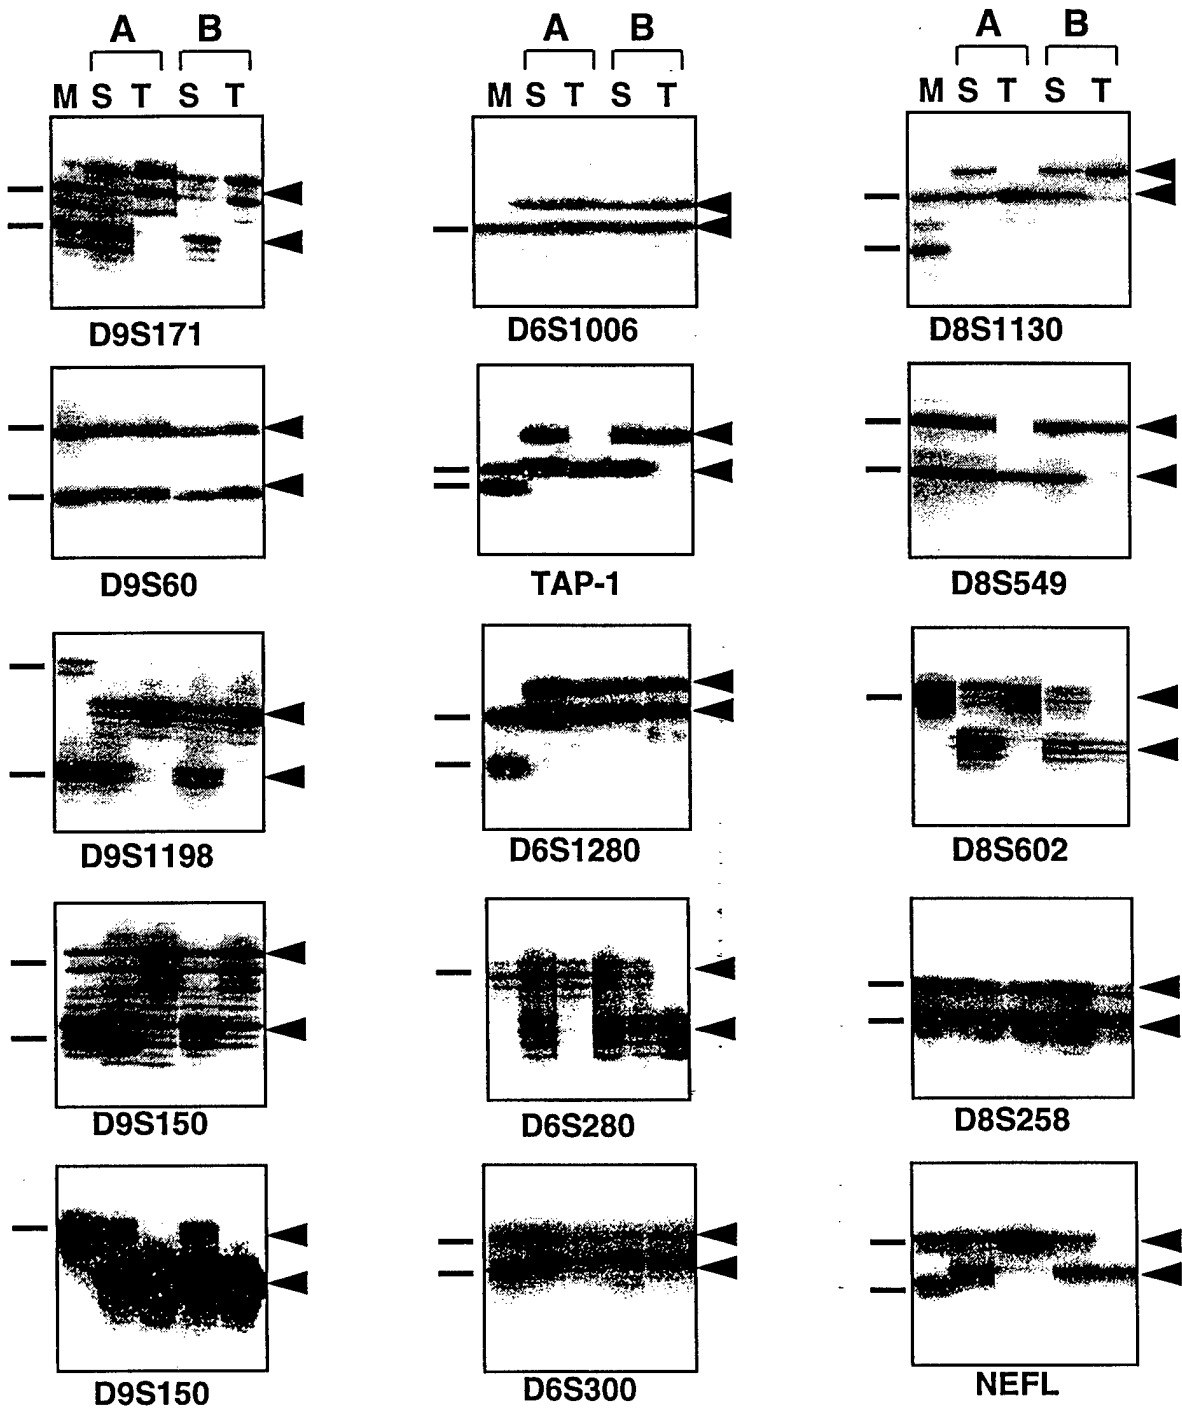 A B A B A B
M S T S T M S T S T M S T S T
D9S171 D6S1006 D8S1130
D9S60 TAP-1 D8S549
D9S1198 D6S1280 D8S602
D9S150 D6S280 D8S258
D9S150 D6S300 NEFL